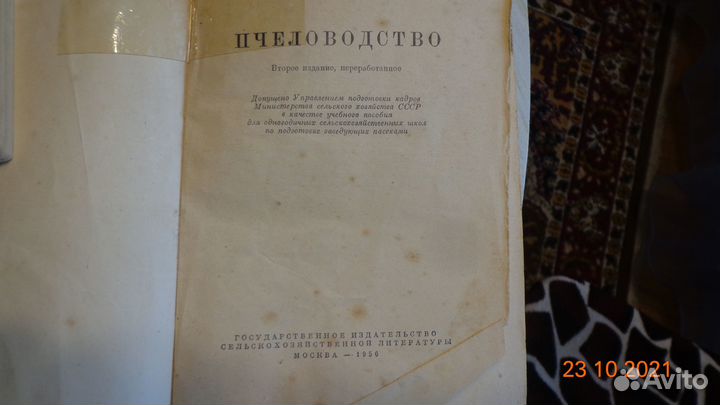 ПЧЕЛОВОДСТВО
Второе издание, переработанное
Допущено Управлением подготовки кадров
Министерства сельского хозяйства СССР
в качестве учебного пособия
для одногодичных сельскохозяйственных школ
по подготовке заведующих пасеками
ГОСУДАРСТВЕННОЕ ИЗДАТЕЛЬСТВО
СЕЛЬСКОХОЗЯЙСТВЕННОЙ ЛИТЕРАТУРЫ
МОСКВА — 1956
23 10 2021
Avito